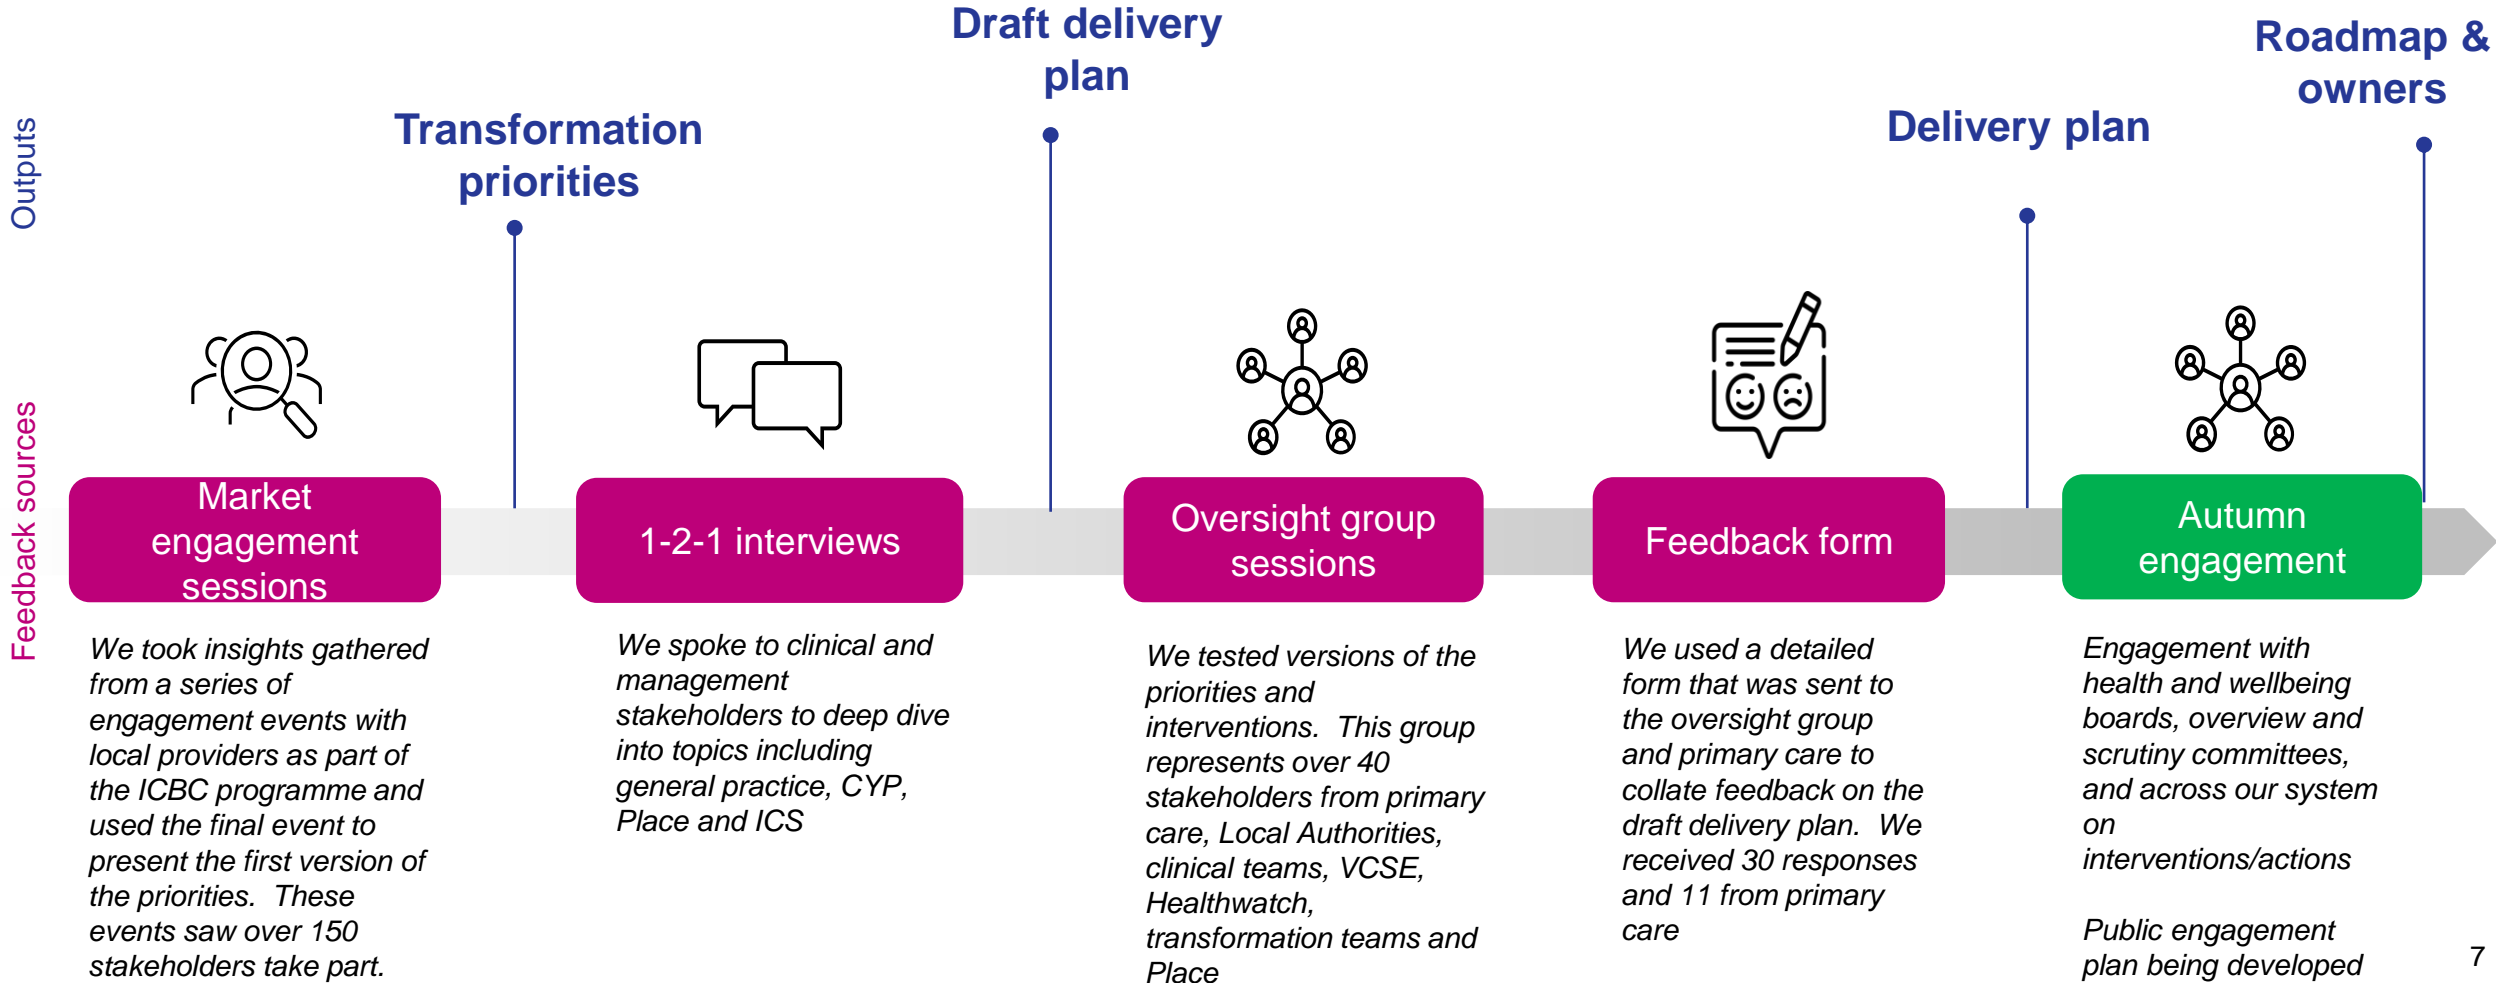 Outputs
Feedback sources
Transformation
priorities
Draft delivery
plan
Delivery plan
Roadmap &
owners
Market
engagement
sessions
We took insights gathered
from a series of
engagement events with
local providers as part of
the ICBC programme and
used the final event to
present the first version of
the priorities.  These
events saw over 150
stakeholders take part.
1-2-1 interviews
We spoke to clinical and
management
stakeholders to deep dive
into topics including
general practice, CYP,
Place and ICS
Oversight group
sessions
We tested versions of the
priorities and
interventions.  This group
represents over 40
stakeholders from primary
care, Local Authorities,
clinical teams, VCSE,
Healthwatch,
transformation teams and
Place
Feedback form
We used a detailed
form that was sent to
the oversight group
and primary care to
collate feedback on the
draft delivery plan.  We
received 30 responses
and 11 from primary
care
Autumn
engagement
Engagement with
health and wellbeing
boards, overview and
scrutiny committees,
and across our system
on
interventions/actions
Public engagement
plan being developed
7